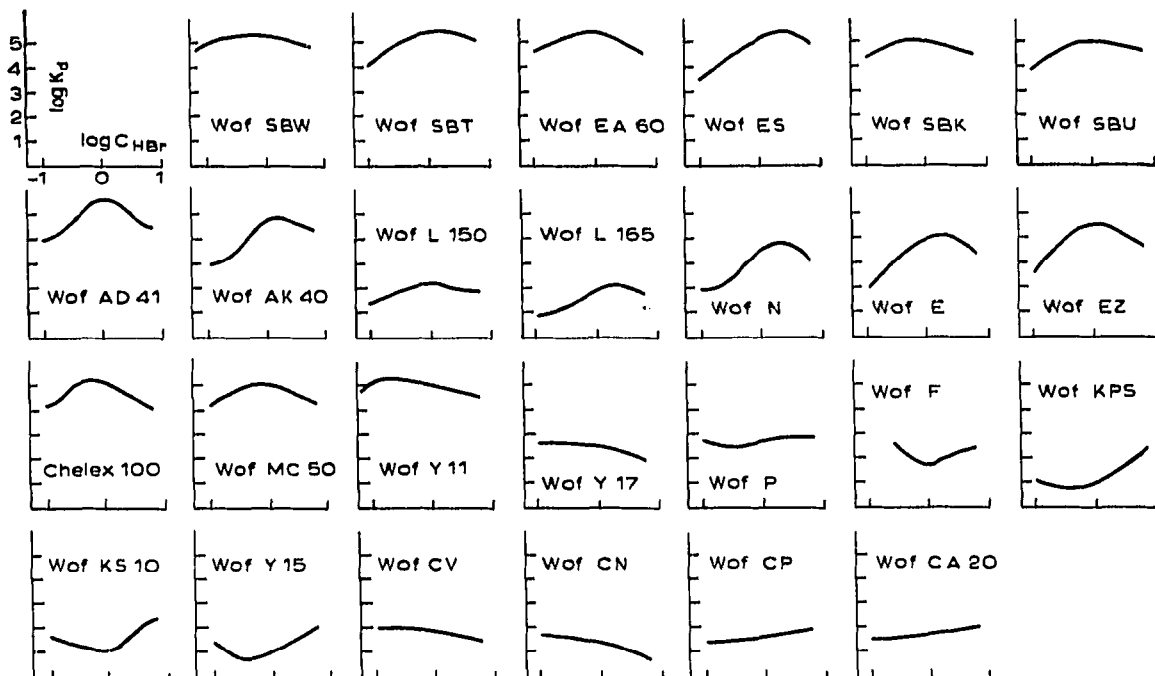 5
4
3
2
1
log Kd
log CHBr
-1 0 1
Wof SBW
Wof SBT
Wof EA 60
Wof ES
Wof SBK
Wof SBU
Wof AD 41
Wof AK 40
Wof L 150
Wof L 165
Wof N
Wof E
Wof EZ
Chelex 100
Wof MC 50
Wof Y 11
Wof Y 17
Wof P
Wof F
Wof KPS
Wof KS 10
Wof Y 15
Wof CV
Wof CN
Wof CP
Wof CA 20